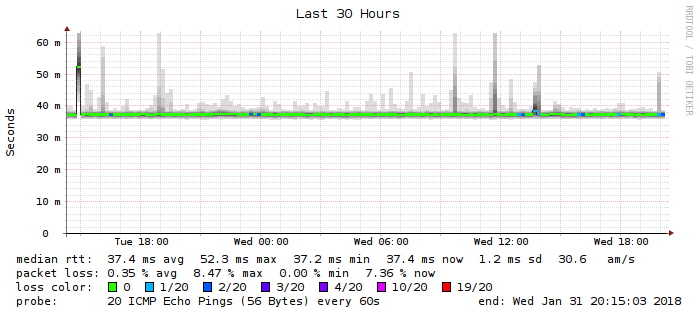 Last 30 Hours
RRDTOOL / TOBI OETIKER
Seconds
60 m
50 m
40 m
30 m
20 m
10 m
0
Tue 18:00 Wed 00:00 Wed 06:00 Wed 12:00 Wed 18:00
median rtt: 37.4 ms avg 52.3 ms max 37.2 ms min 37.4 ms now 1.2 ms sd 30.6 am/s
packet loss: 0.35 % avg 8.47 % max 0.00 % min 7.36 % now
loss color: 0 1/20 2/20 3/20 4/20 10/20 19/20
probe: 20 ICMP Echo Pings (56 Bytes) every 60s end: Wed Jan 31 20:15:03 2018